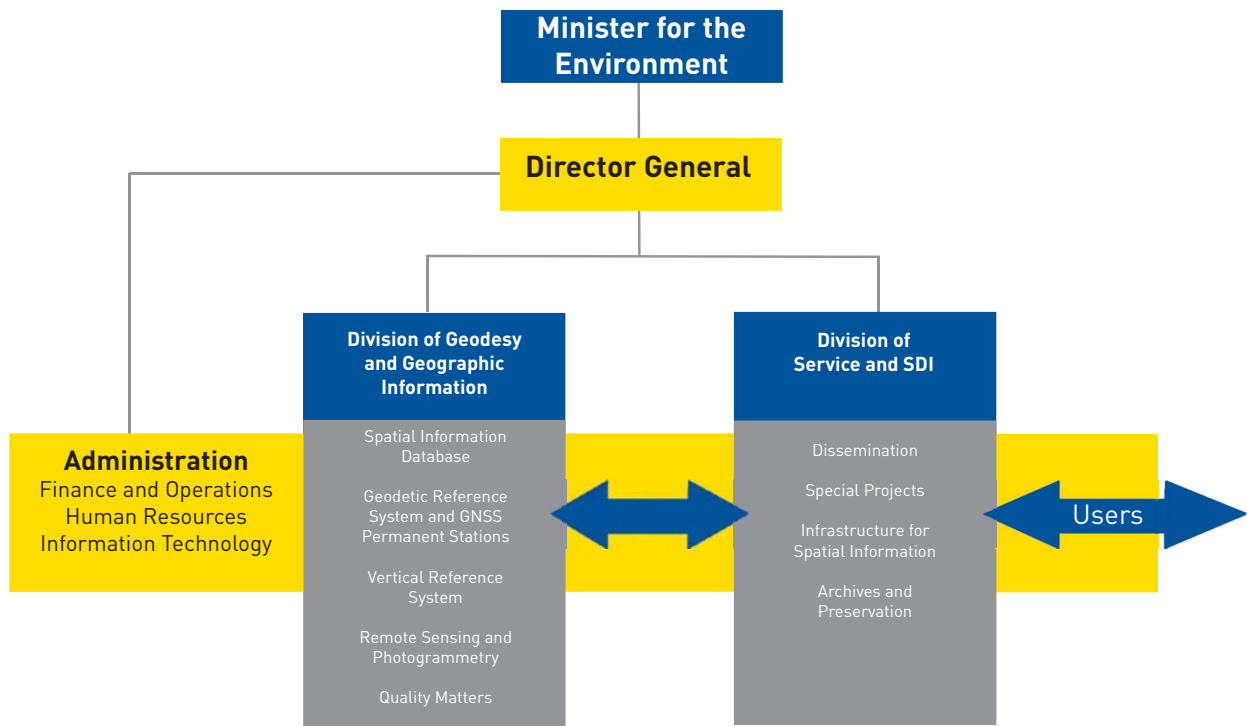 Minister for the
Environment
Director General
Division of Geodesy
and Geographic
Information
Division of
Service and SDI
Administration
Finance and Operations
Human Resources
Information Technology
Spatial Information
Database
Geodetic Reference
System and GNSS
Permanent Stations
Vertical Reference
System
Remote Sensing and
Photogrammetry
Quality Matters
Dissemination
Special Projects
Infrastructure for
Spatial Information
Archives and
Preservation
Users